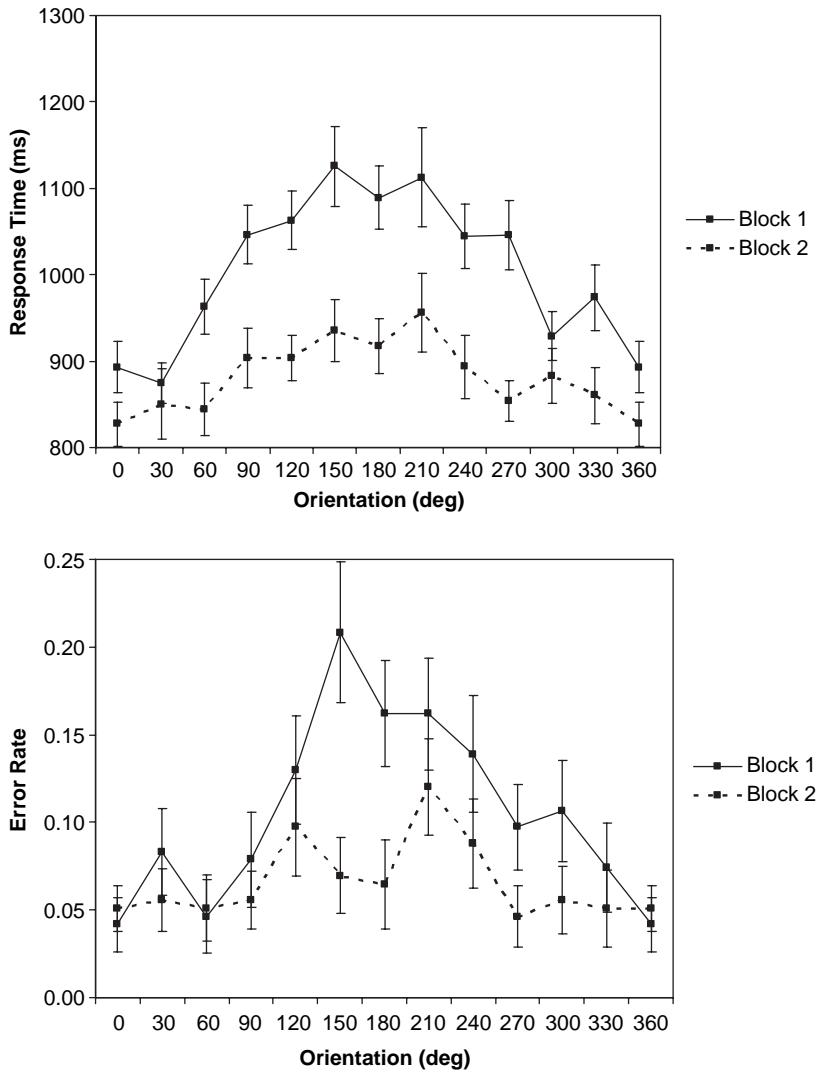 1300
1200
1100
1000
900
800
Response Time (ms)
0 30 60 90 120 150 180 210 240 270 300 330 360
Orientation (deg)
Block 1
Block 2
0.25
0.20
0.15
0.10
0.05
0.00
Error Rate
0 30 60 90 120 150 180 210 240 270 300 330 360
Orientation (deg)
Block 1
Block 2